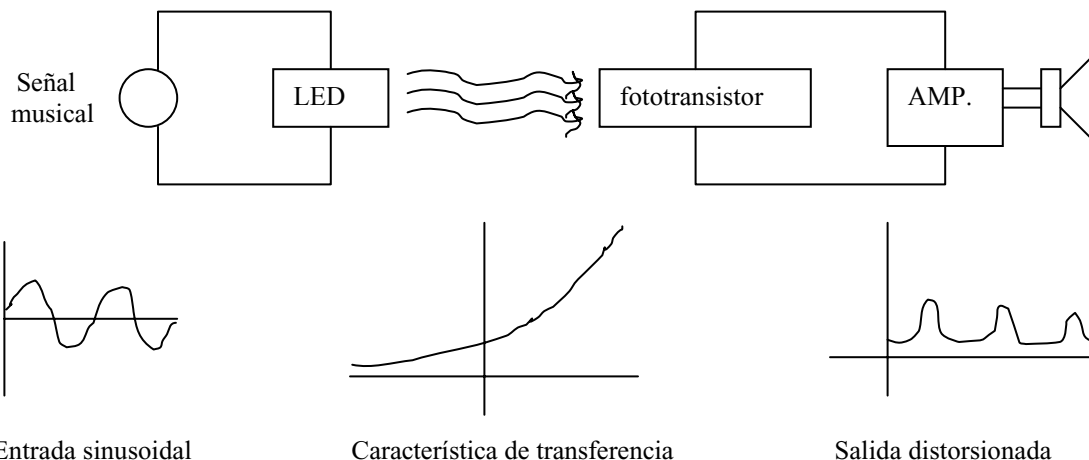 Señal
musical
LED
fototransistor
AMP.
Entrada sinusoidal
Característica de transferencia
Salida distorsionada